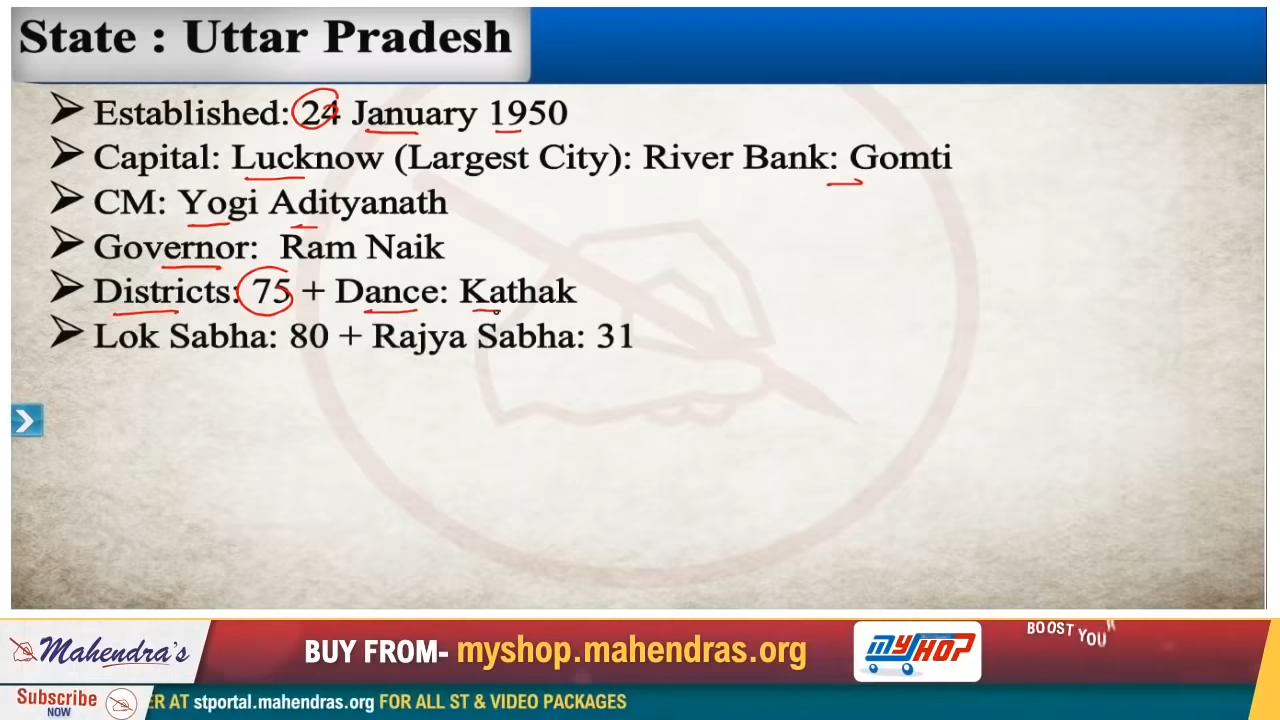 State : Uttar Pradesh
Established: 24 January 1950
Capital: Lucknow (Largest City): River Bank: Gomti
CM: Yogi Adityanath
Governor: Ram Naik
Districts: 75 + Dance: Kathak
Lok Sabha: 80 + Rajya Sabha: 31
Mahendra's
BUY FROM- myshop.mahendras.org
MY SHOP
BOOST YOU
Subscribe
NOW
ER AT stportal.mahendras.org FOR ALL ST & VIDEO PACKAGES